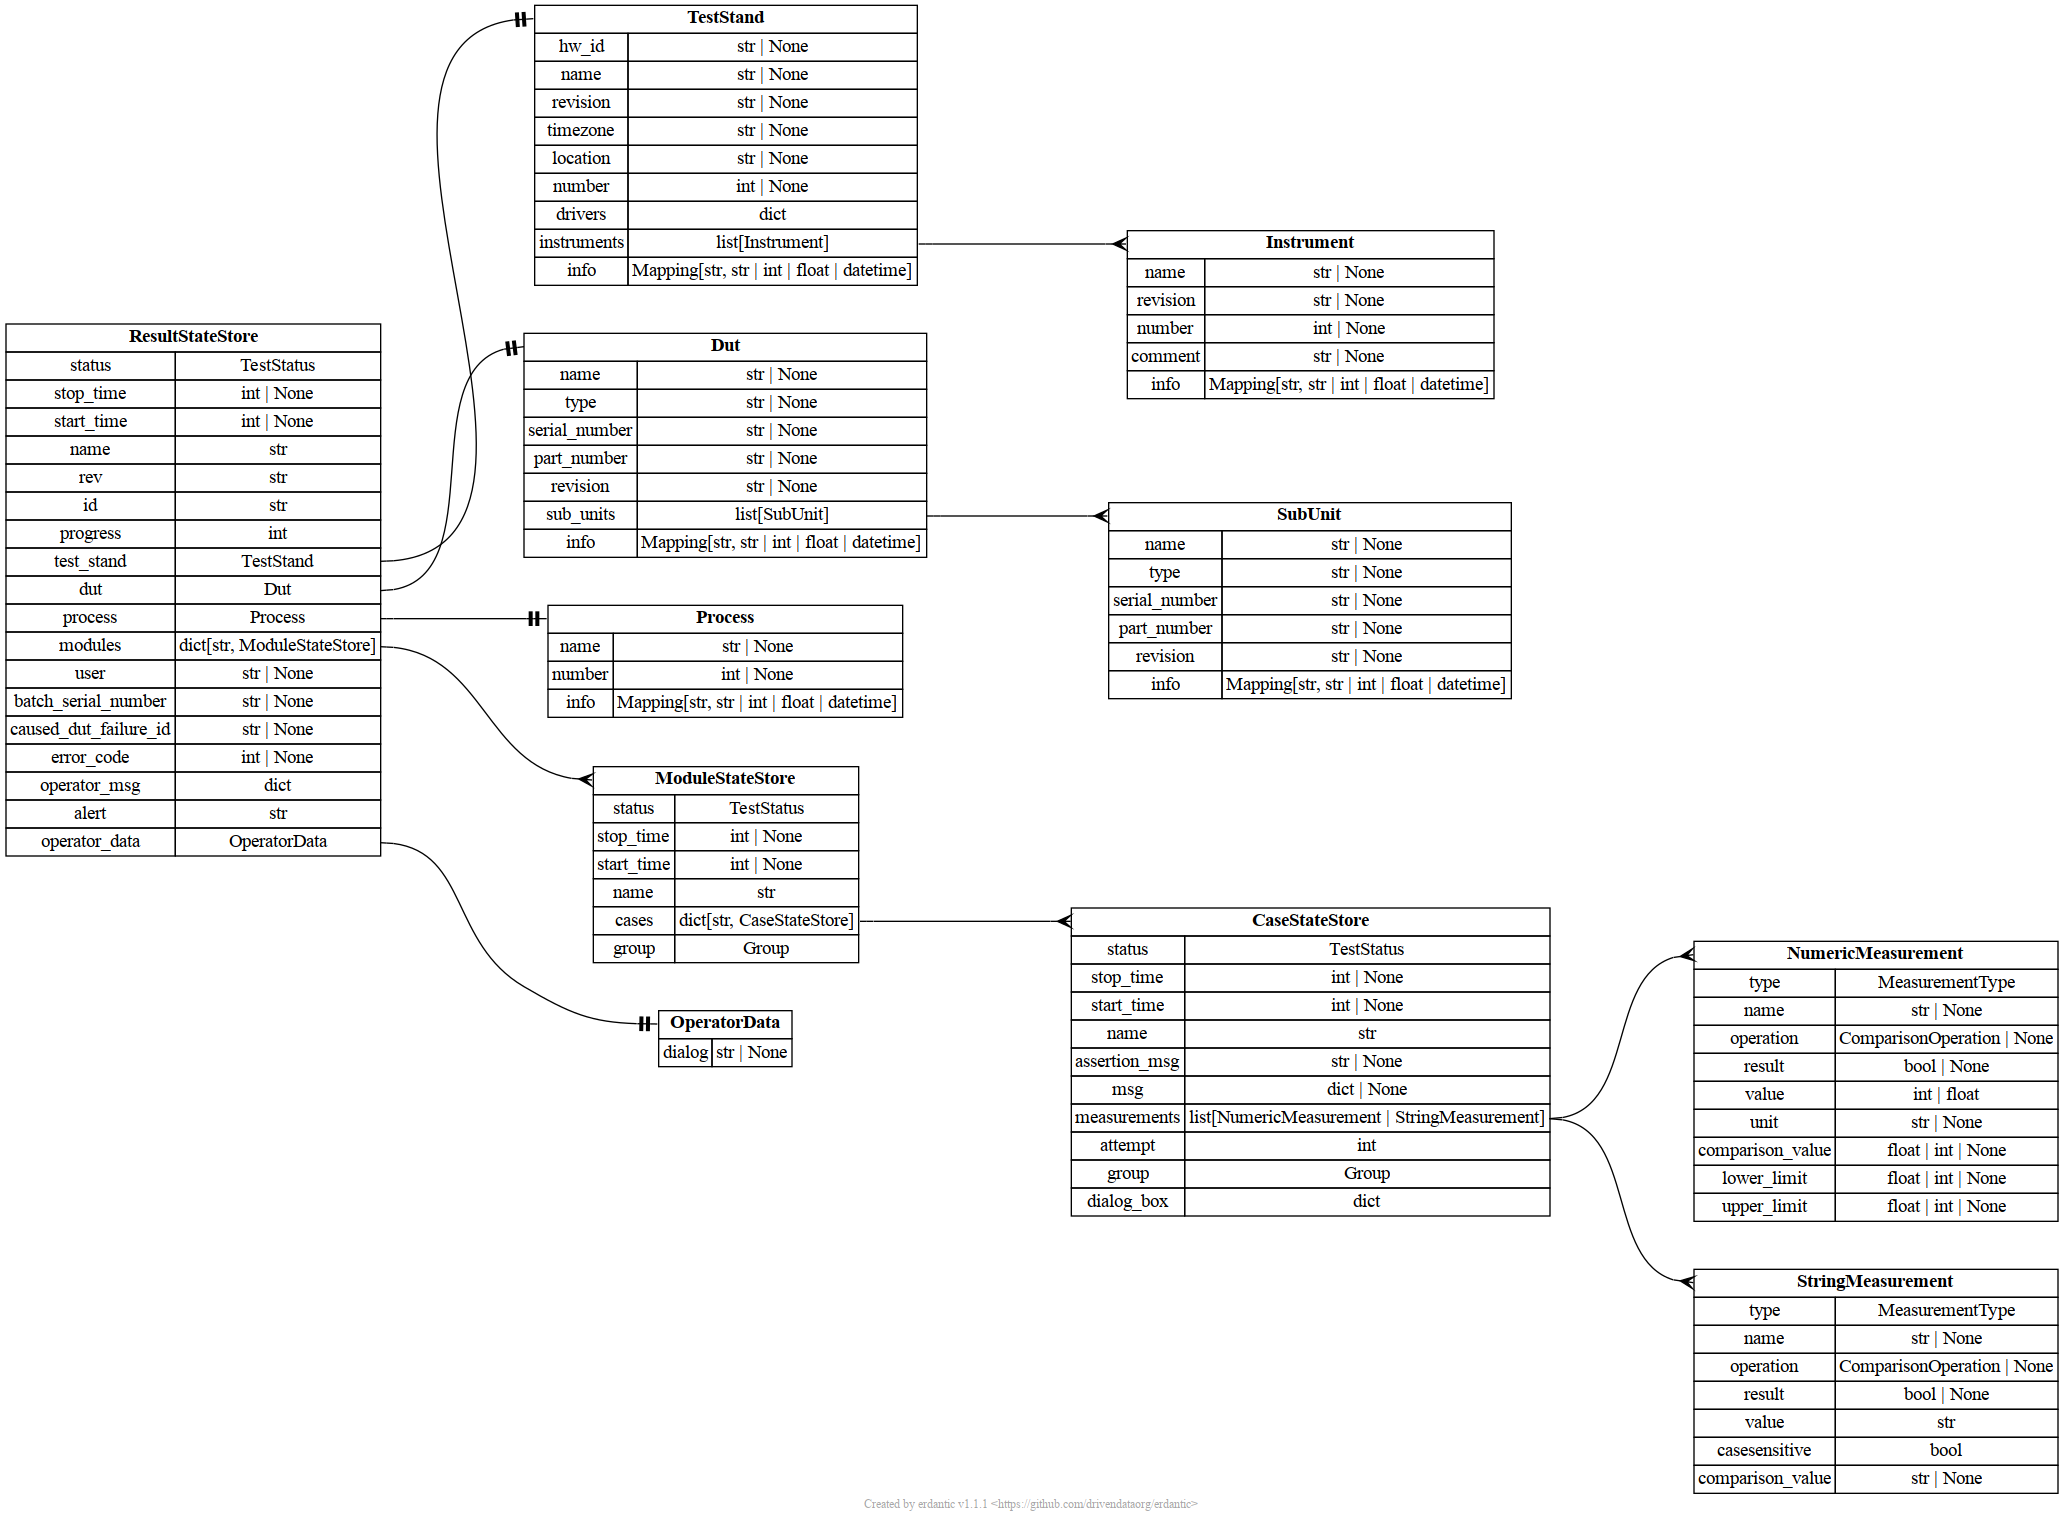 TestStand
hw_id str | None
name str | None
revision str | None
timezone str | None
location str | None
number int | None
drivers dict
instruments list[Instrument]
info Mapping[str, str | int | float | datetime]
Instrument
name str | None
revision str | None
number int | None
comment str | None
info Mapping[str, str | int | float | datetime]
ResultStateStore
status TestStatus
stop_time int | None
start_time int | None
name str
rev str
id str
progress int
test_stand TestStand
dut Dut
process Process
modules dict[str, ModuleStateStore]
user str | None
batch_serial_number str | None
caused_dut_failure_id str | None
error_code int | None
operator_msg dict
alert str
operator_data OperatorData
Dut
name str | None
type str | None
serial_number str | None
part_number str | None
revision str | None
sub_units list[SubUnit]
info Mapping[str, str | int | float | datetime]
SubUnit
name str | None
type str | None
serial_number str | None
part_number str | None
revision str | None
info Mapping[str, str | int | float | datetime]
Process
name str | None
number int | None
info Mapping[str, str | int | float | datetime]
ModuleStateStore
status TestStatus
stop_time int | None
start_time int | None
name str
cases dict[str, CaseStateStore]
group Group
OperatorData
dialog str | None
CaseStateStore
status TestStatus
stop_time int | None
start_time int | None
name str
assertion_msg str | None
msg dict | None
measurements list[NumericMeasurement | StringMeasurement]
attempt int
group Group
dialog_box dict
NumericMeasurement
type MeasurementType
name str | None
operation ComparisonOperation | None
result bool | None
value int | float
unit str | None
comparison_value float | int | None
lower_limit float | int | None
upper_limit float | int | None
StringMeasurement
type MeasurementType
name str | None
operation ComparisonOperation | None
result bool | None
value str
casesensitive bool
comparison_value str | None
Created by erdantic v1.1.1 <https://github.com/drivendataorg/erdantic>